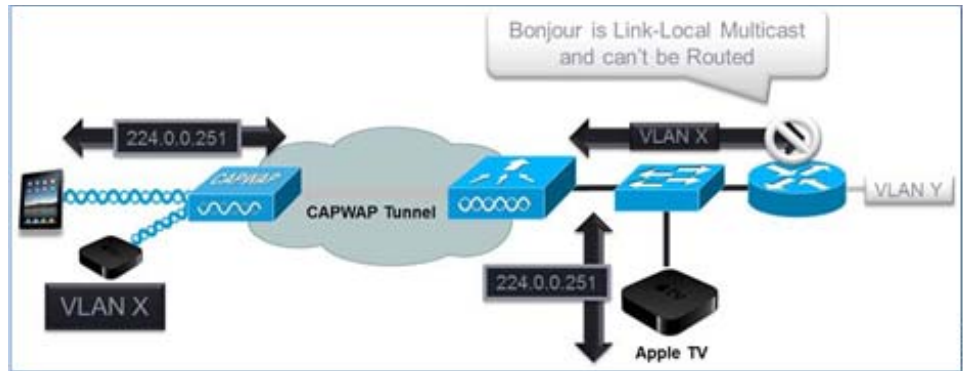 Bonjour is Link-Local Multicast
and can't be Routed
224.0.0.251
VLAN X
CAPWAP
CAPWAP Tunnel
VLAN Y
VLAN X
224.0.0.251
Apple TV